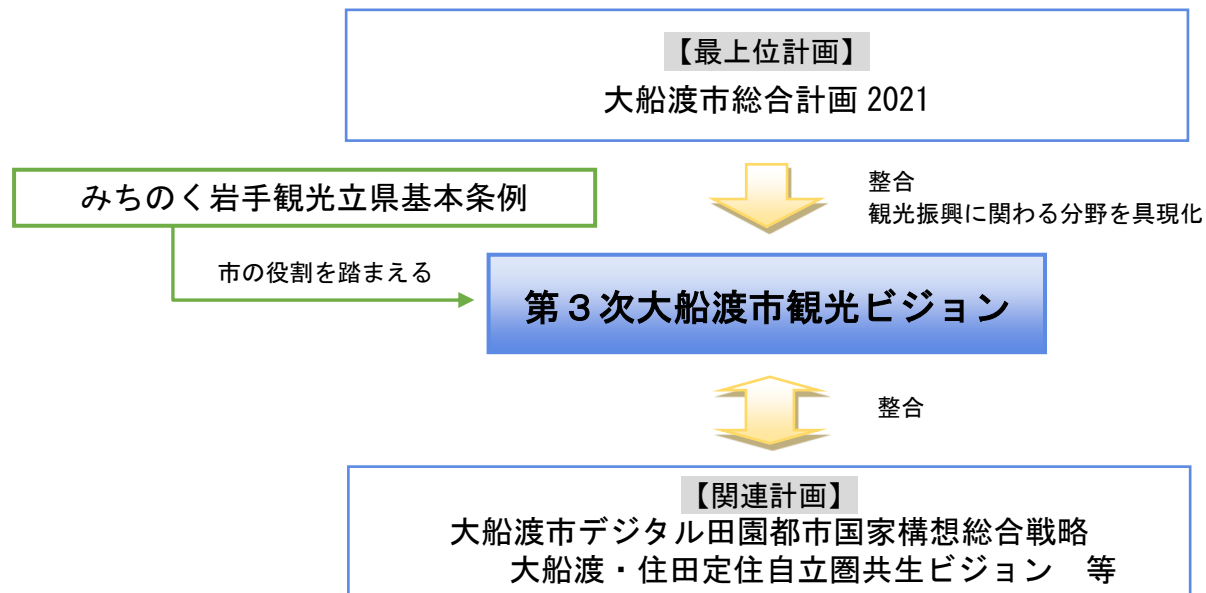 【最上位計画】
大船渡市総合計画 2021
みちのく岩手観光立県基本条例
整合
観光振興に関わる分野を具現化
市の役割を踏まえる
第３次大船渡市観光ビジョン
整合
【関連計画】
大船渡市デジタル田園都市国家構想総合戦略
大船渡・住田定住自立圏共生ビジョン　等